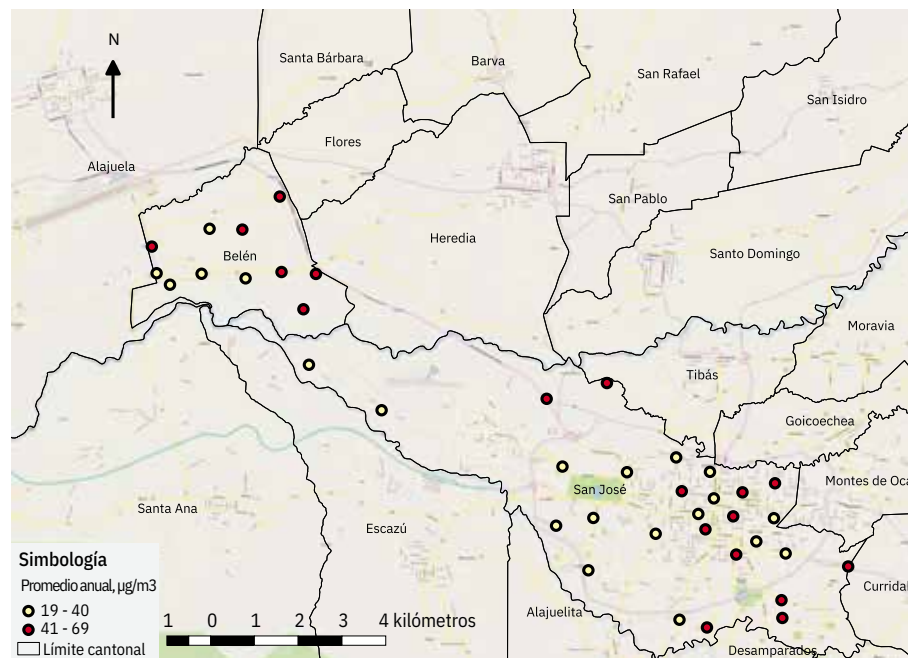 N
Santa Bárbara
Barva
San Rafael
San Isidro
Flores
Alajuela
San Pablo
Heredia
Belén
Santo Domingo
Moravia
Tibás
Goicoechea
San José
Montes de Oca
Santa Ana
Escazú
Curridab
Alajuelita
Desamparados
Simbología
Promedio anual, µg/m3
19 - 40
41 - 69
Límite cantonal
1 0 1 2 3 4 kilómetros